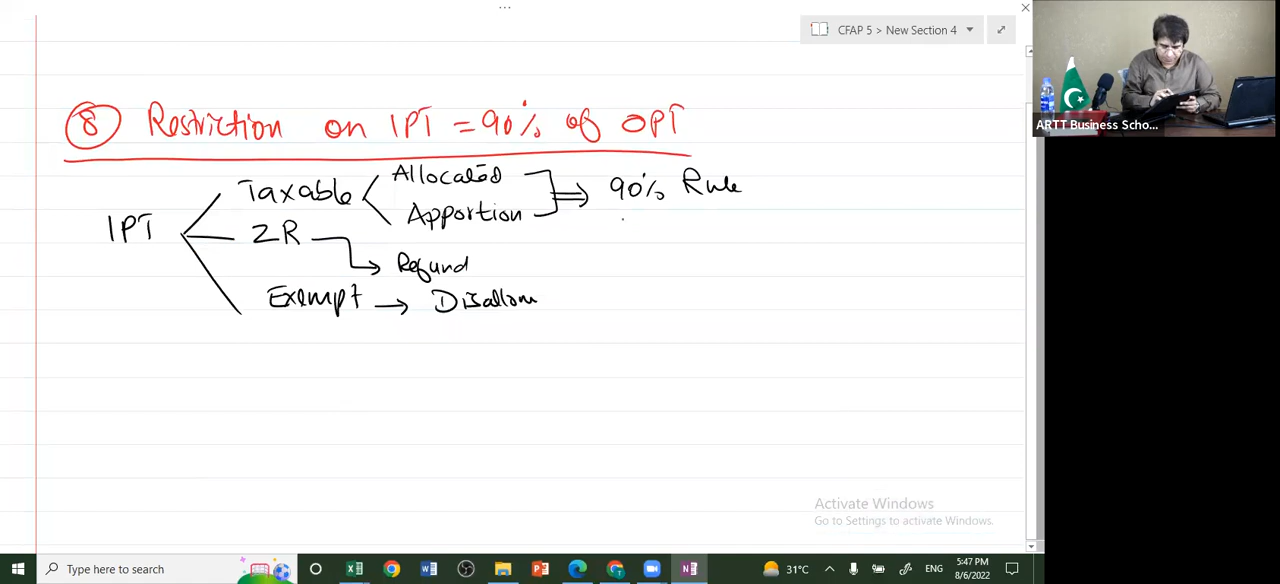 CFAP 5 > New Section 4
ARTT Business Scho...
8 Restriction on IPT = 90% of OPT
IPT
Taxable
Allocated
Apportion
90% Rule
ZR
Refund
Exempt
Disallow
Activate Windows
Go to Settings to activate Windows.
Type here to search
31°C
ENG
5:47 PM
8/6/2022